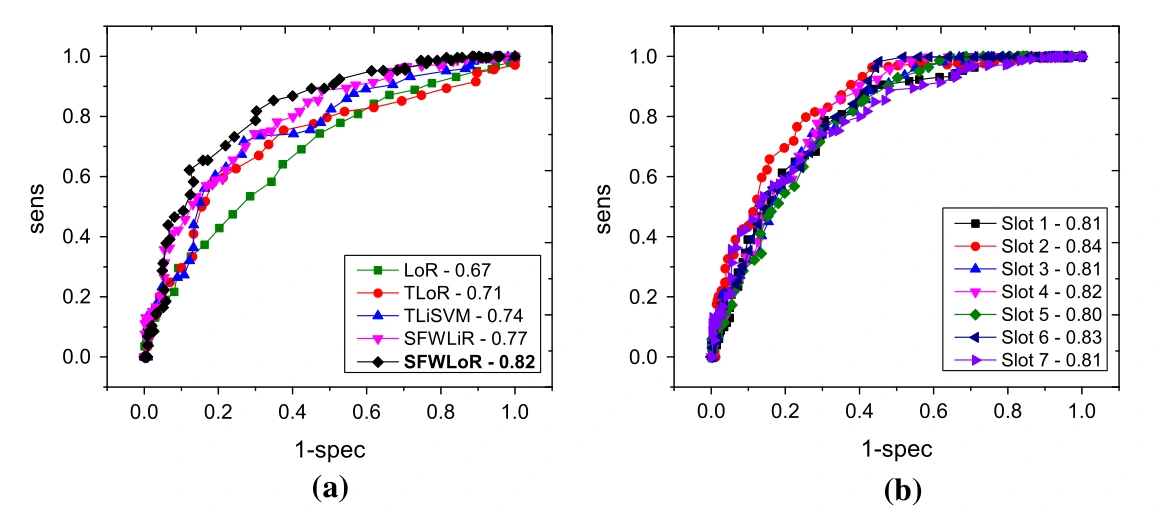 1.0
0.8
0.6
0.4
0.2
0.0
sens
LoR - 0.67
TLoR - 0.71
TLiSVM - 0.74
SFWLiR - 0.77
SFWLoR - 0.82
0.0 0.2 0.4 0.6 0.8 1.0
1-spec
(a)
1.0
0.8
0.6
0.4
0.2
0.0
sens
Slot 1 - 0.81
Slot 2 - 0.84
Slot 3 - 0.81
Slot 4 - 0.82
Slot 5 - 0.80
Slot 6 - 0.83
Slot 7 - 0.81
0.0 0.2 0.4 0.6 0.8 1.0
1-spec
(b)